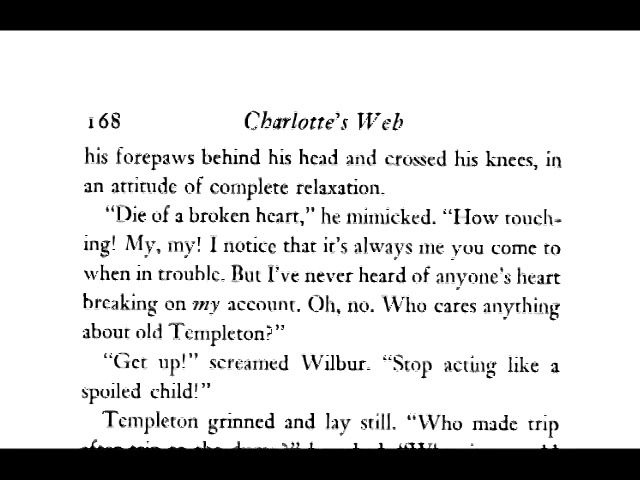 168 Charlotte's Web
his forepaws behind his head and crossed his knees, in
an attitude of complete relaxation.
"Die of a broken heart," he mimicked. "How touch-
ing! My, my! I notice that it's always me you come to
when in trouble. But I've never heard of anyone's heart
breaking on my account. Oh, no. Who cares anything
about old Templeton?"
"Get up!" screamed Wilbur. "Stop acting like a
spoiled child!"
Templeton grinned and lay still. "Who made trip